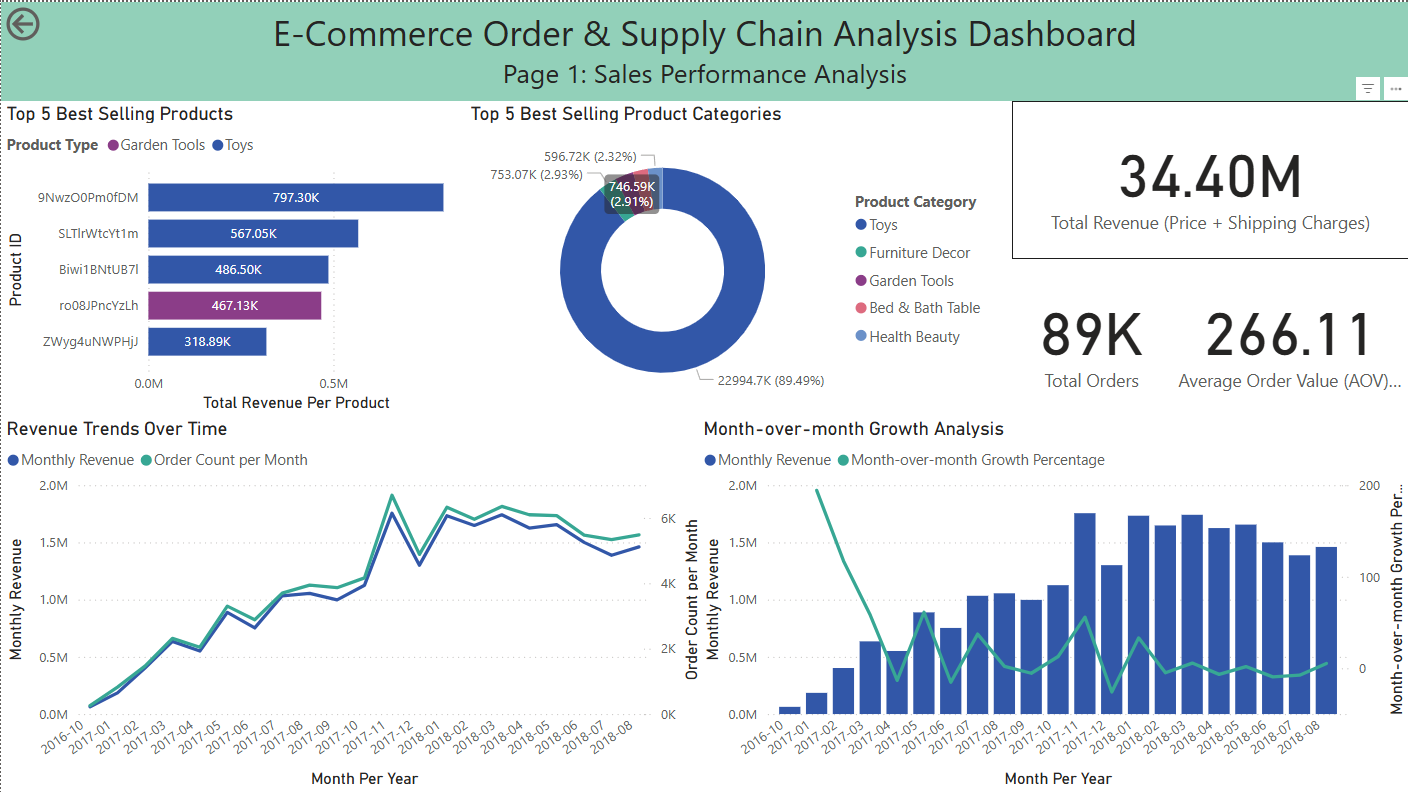 E-Commerce Order & Supply Chain Analysis Dashboard
Page 1: Sales Performance Analysis
Top 5 Best Selling Products
Product Type Garden Tools Toys
Product ID
9NwzO0Pm0fDM 797.30K
SLTlrWtcYt1m 567.05K
Biwi1BNtUB7l 486.50K
ro08JPncYzLh 467.13K
ZWyg4uNWPHjJ 318.89K
0.0M 0.5M
Total Revenue Per Product
Top 5 Best Selling Product Categories
596.72K (2.32%)
753.07K (2.93%)
746.59K
(2.91%)
22994.7K (89.49%)
Product Category
Toys
Furniture Decor
Garden Tools
Bed & Bath Table
Health Beauty
34.40M
Total Revenue (Price + Shipping Charges)
89K
Total Orders
266.11
Average Order Value (AOV)...
Revenue Trends Over Time
Monthly Revenue Order Count per Month
Monthly Revenue
2.0M
1.5M
1.0M
0.5M
0.0M
6K
4K
2K
0K
Order Count per Month
2016-10 2017-01 2017-02 2017-03 2017-04 2017-05 2017-06 2017-07 2017-08 2017-09 2017-10 2017-11 2017-12 2018-01 2018-02 2018-03 2018-04 2018-05 2018-06 2018-07 2018-08
Month Per Year
Month-over-month Growth Analysis
Monthly Revenue Month-over-month Growth Percentage
Monthly Revenue
2.0M
1.5M
1.0M
0.5M
0.0M
200
100
0
Month-over-month Growth Per...
2016-10 2017-01 2017-02 2017-03 2017-04 2017-05 2017-06 2017-07 2017-08 2017-09 2017-10 2017-11 2017-12 2018-01 2018-02 2018-03 2018-04 2018-05 2018-06 2018-07 2018-08
Month Per Year